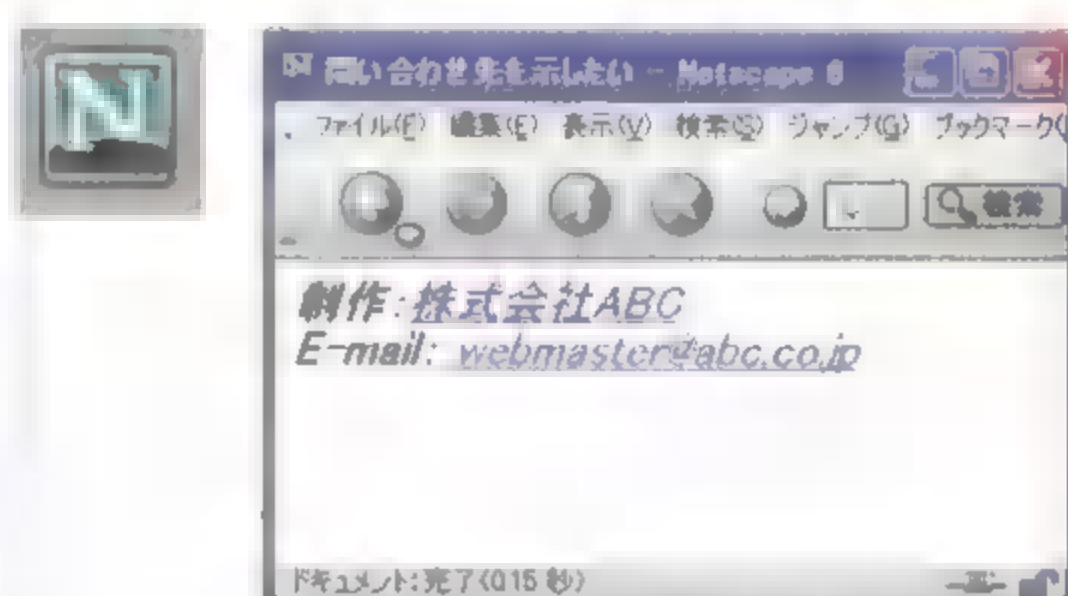 N
問い合わせ先を示したい - Netscape 6
ファイル(F) 編集(E) 表示(V) 検索(S) ジャンプ(G) ブックマーク(
検索
制作:株式会社ABC
E-mail: webmaster@abc.co.jp
ドキュメント:完了(0.15 秒)